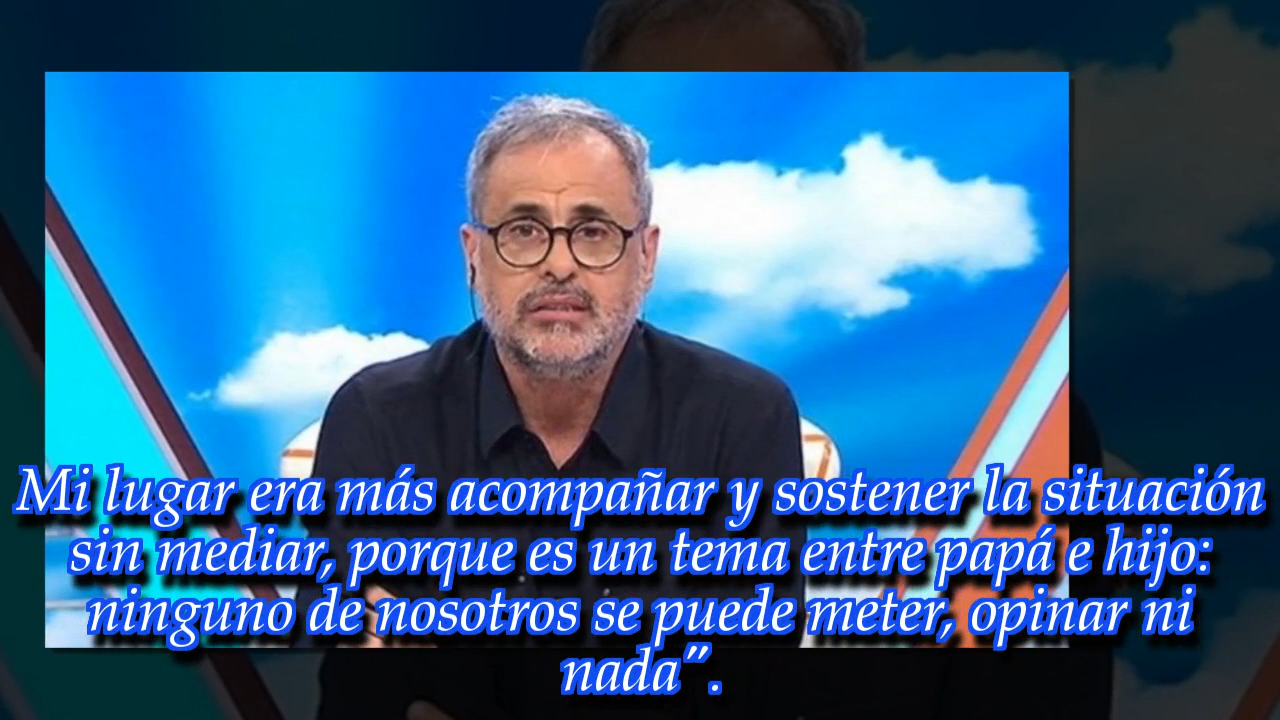 Mi lugar era más acompañar y sostener la situación
sin mediar, porque es un tema entre papá e hijo:
ninguno de nosotros se puede meter, opinar ni
nada”.